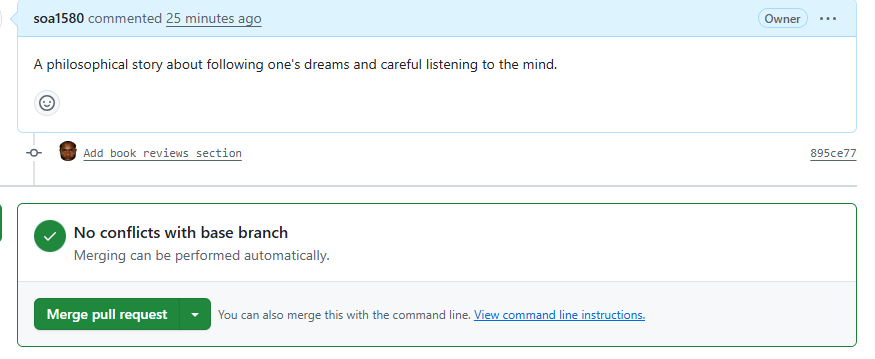 soa1580 commented 25 minutes ago Owner
A philosophical story about following one's dreams and careful listening to the mind.
Add book reviews section 895ce77
No conflicts with base branch
Merging can be performed automatically.
Merge pull request You can also merge this with the command line. View command line instructions.